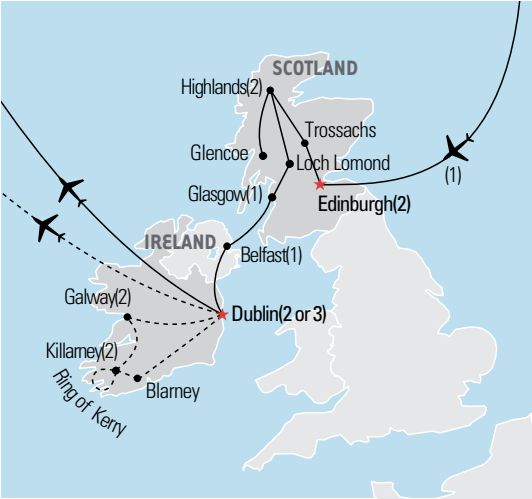 SCOTLAND
Highlands(2)
Trossachs
Glencoe
Loch Lomond
(1)
Glasgow(1)
Edinburgh(2)
IRELAND
Belfast(1)
Galway(2)
Dublin(2 or 3)
Killarney(2)
Blarney
Ring of Kerry